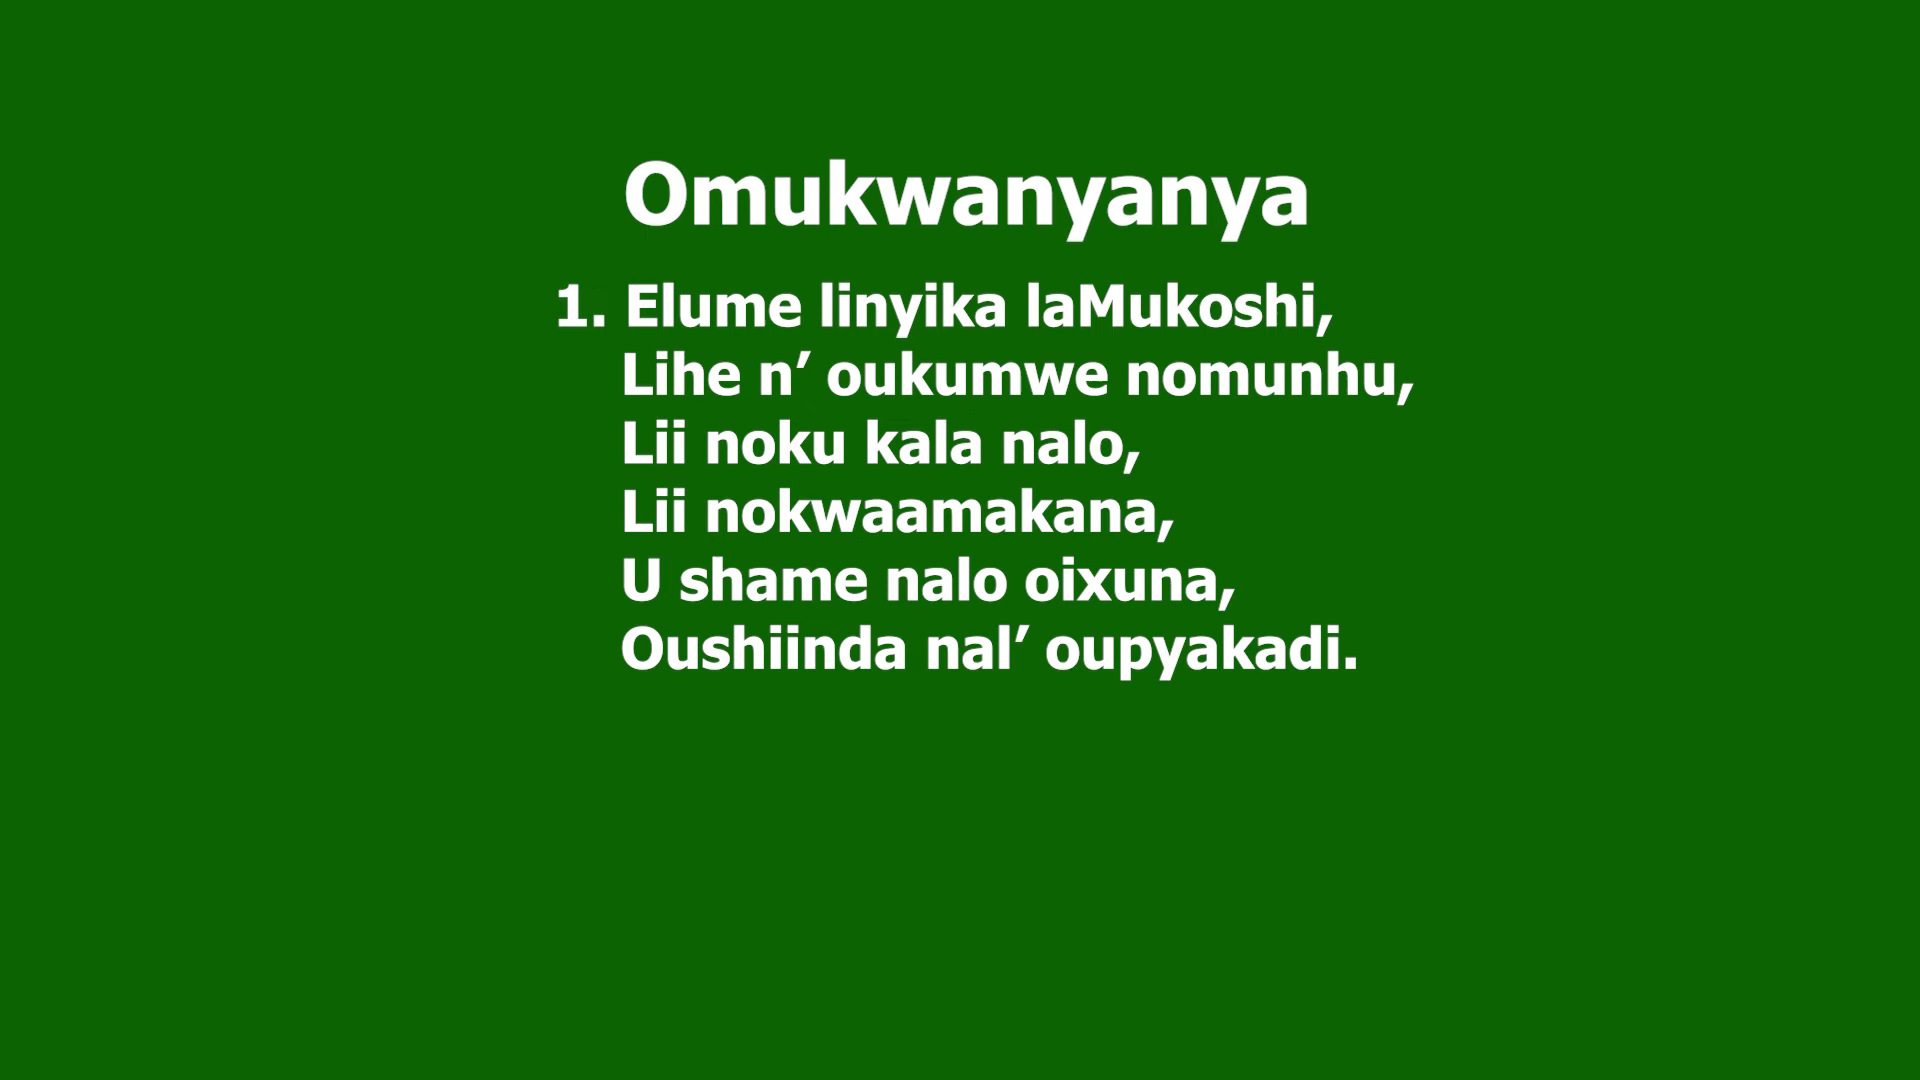 Omukwanyanya
1. Elume linyika laMukoshi,
Lihe n’ oukumwe nomunhu,
Lii noku kala nalo,
Lii nokwaamakana,
U shame nalo oixuna,
Oushiinda nal’ oupyakadi.